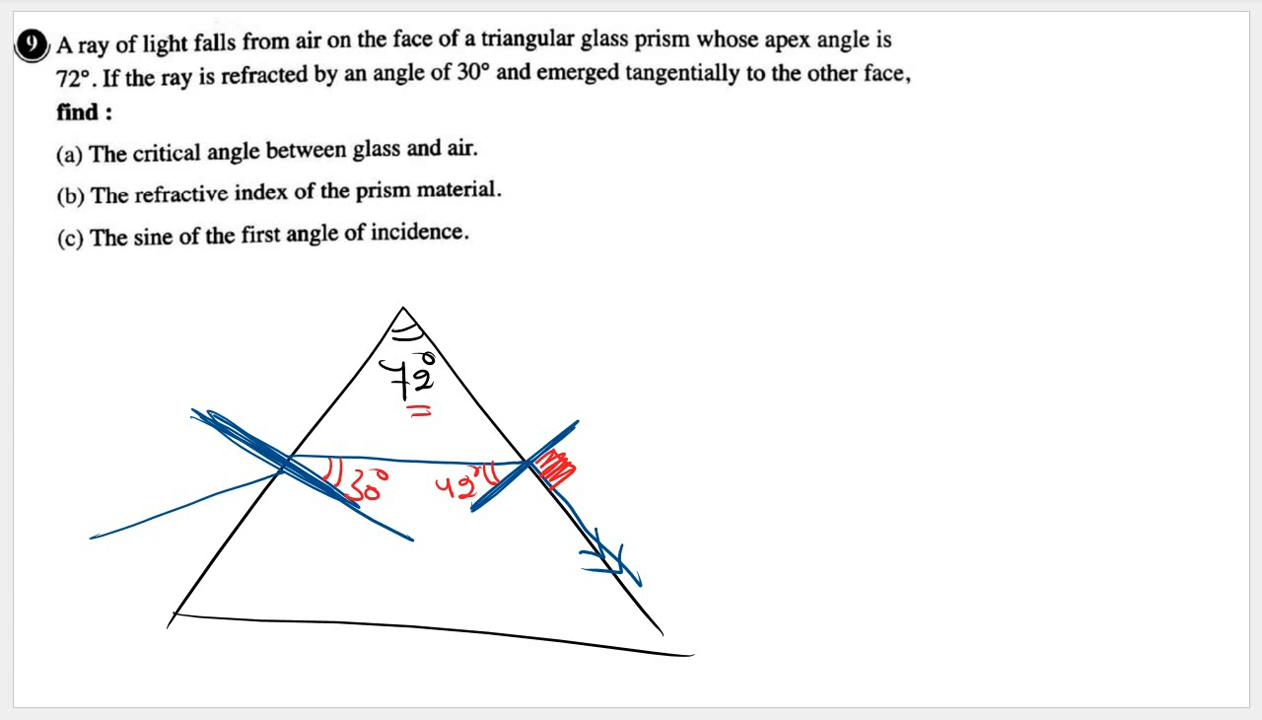 9 A ray of light falls from air on the face of a triangular glass prism whose apex angle is
72°. If the ray is refracted by an angle of 30° and emerged tangentially to the other face,
find :
(a) The critical angle between glass and air.
(b) The refractive index of the prism material.
(c) The sine of the first angle of incidence.
72°
30° 42°